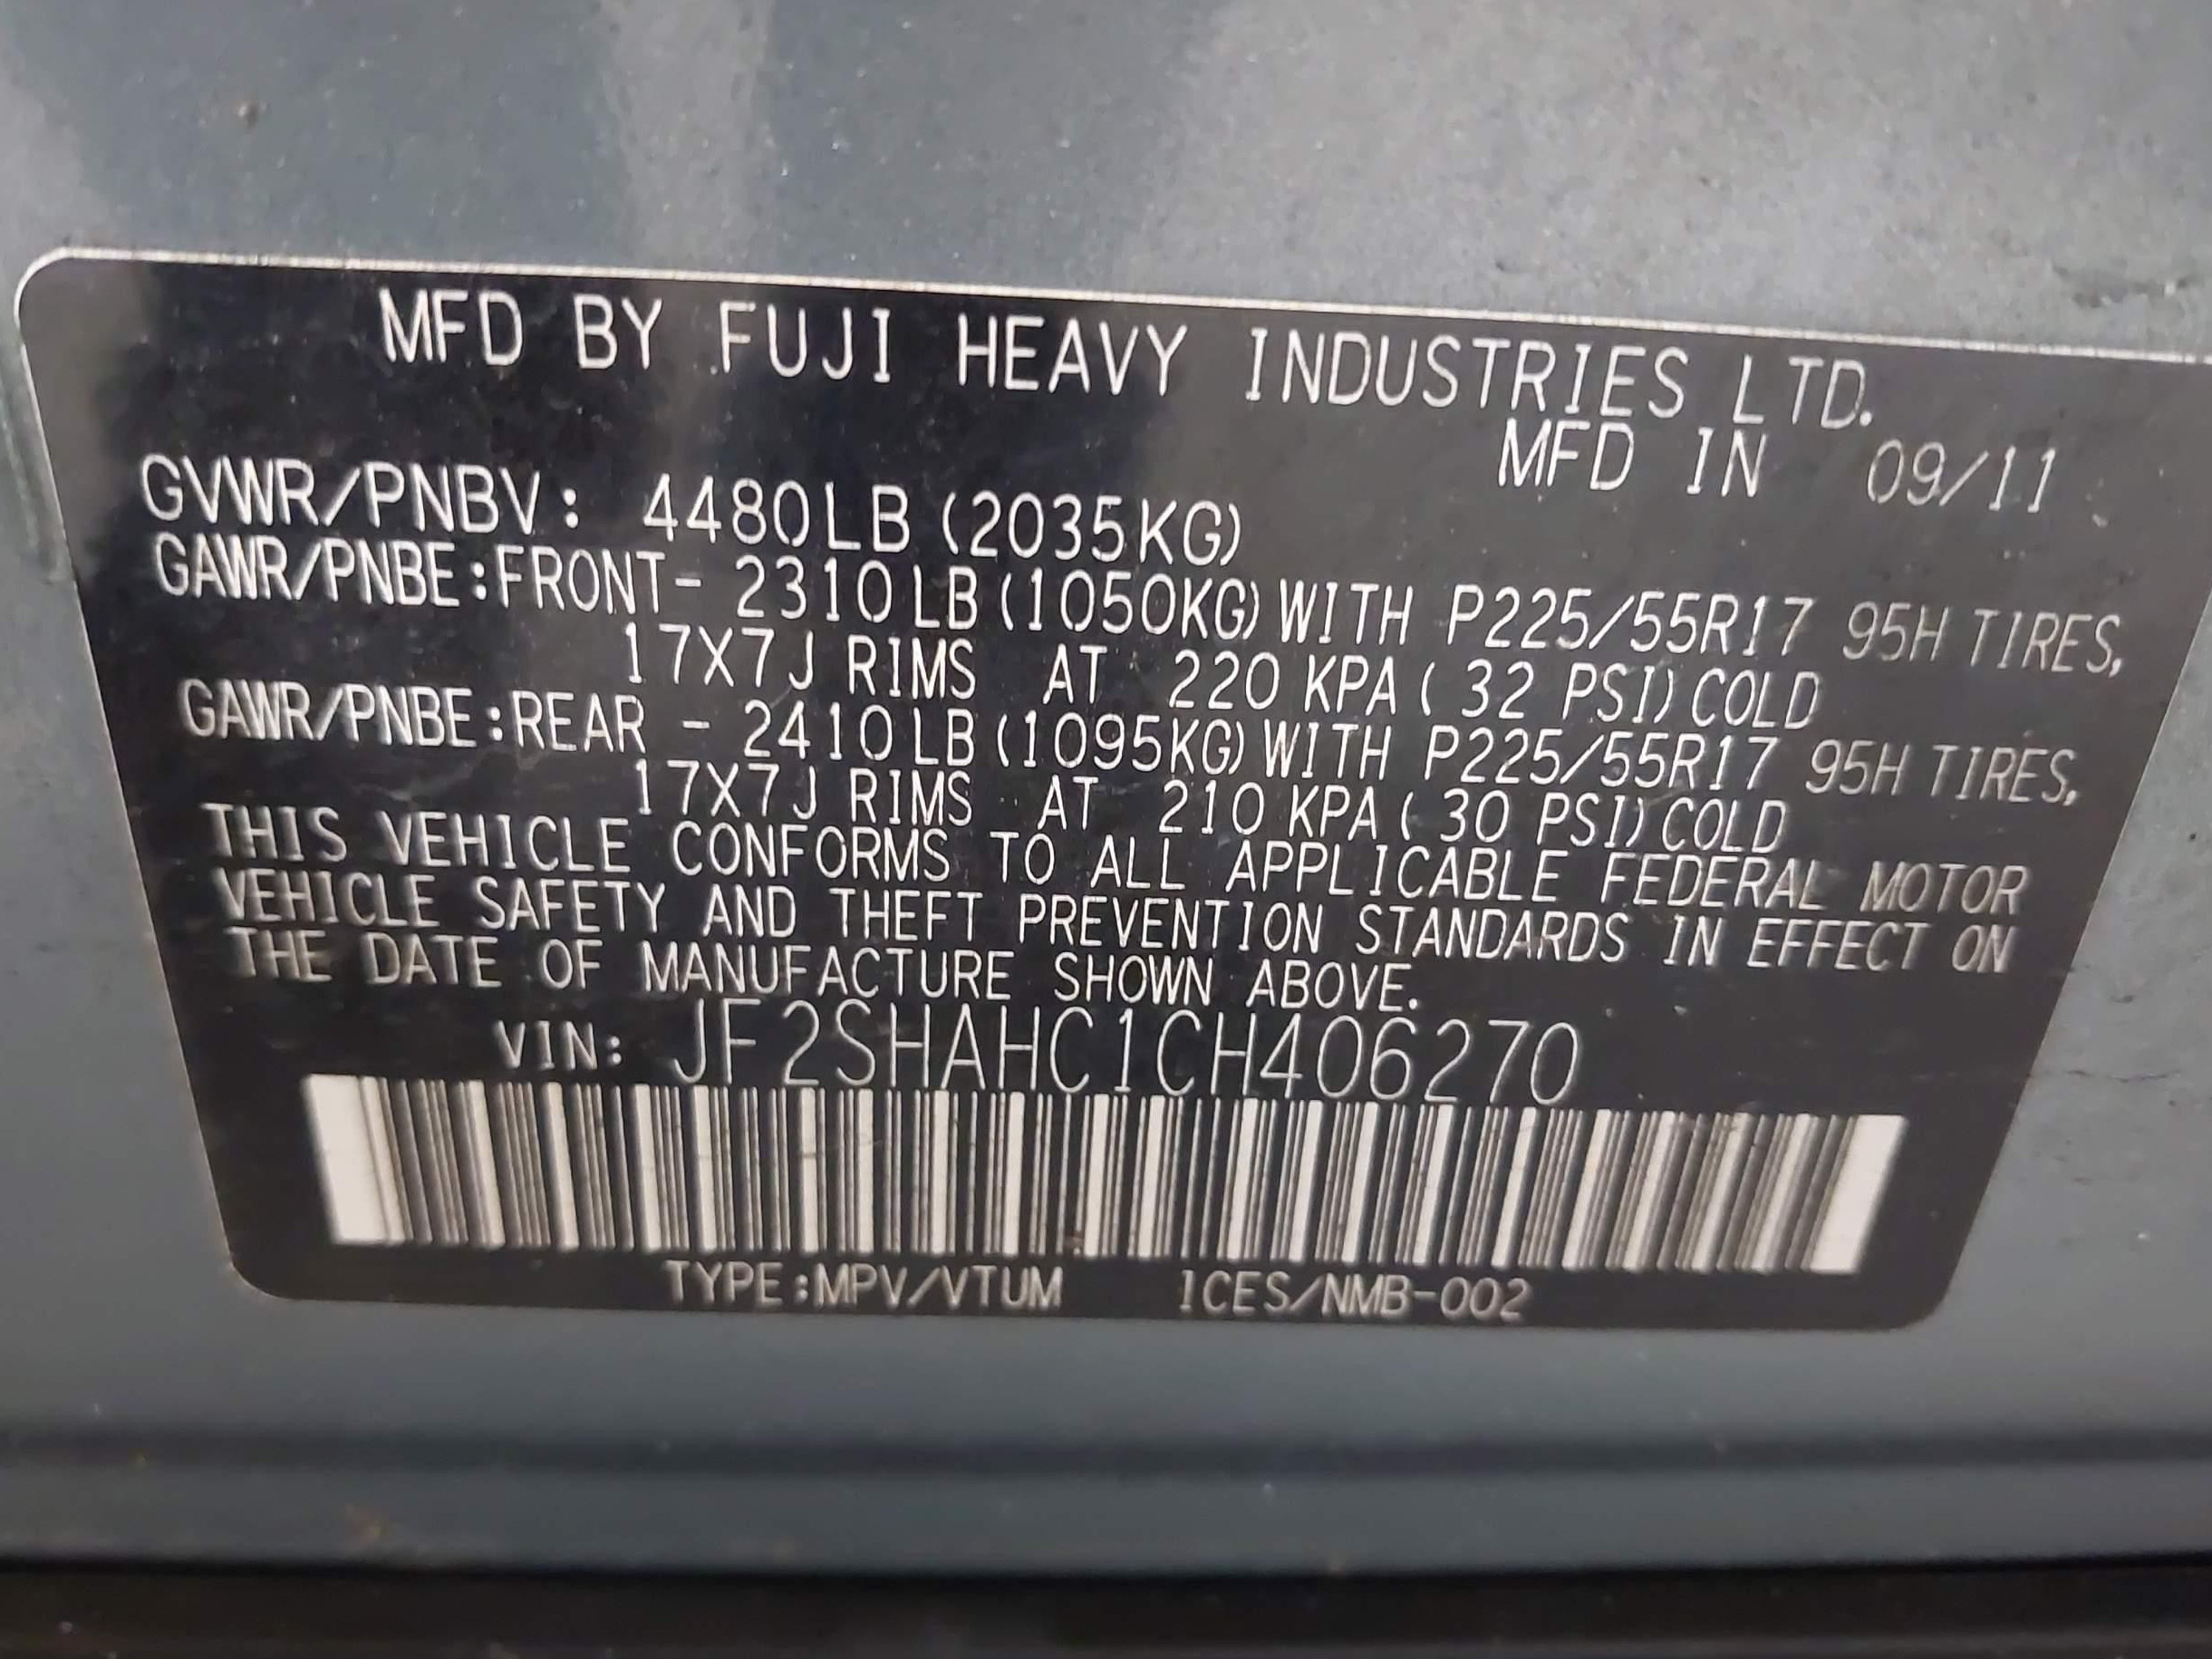 MFD BY FUJI HEAVY INDUSTRIES LTD.
MFD IN 09/11
GVWR/PNBV: 4480LB (2035KG)
GAWR/PNBE:FRONT- 2310LB (1050KG) WITH P225/55R17 95H TIRES,
17X7J RIMS AT 220 KPA ( 32 PSI) COLD
GAWR/PNBE:REAR - 2410LB (1095KG) WITH P225/55R17 95H TIRES,
17X7J RIMS AT 210 KPA ( 30 PSI) COLD
THIS VEHICLE CONFORMS TO ALL APPLICABLE FEDERAL MOTOR
VEHICLE SAFETY AND THEFT PREVENTION STANDARDS IN EFFECT ON
THE DATE OF MANUFACTURE SHOWN ABOVE.
VIN: JF2SHAHC1CH406270
TYPE:MPV/VTUM 1CES/NMB-002